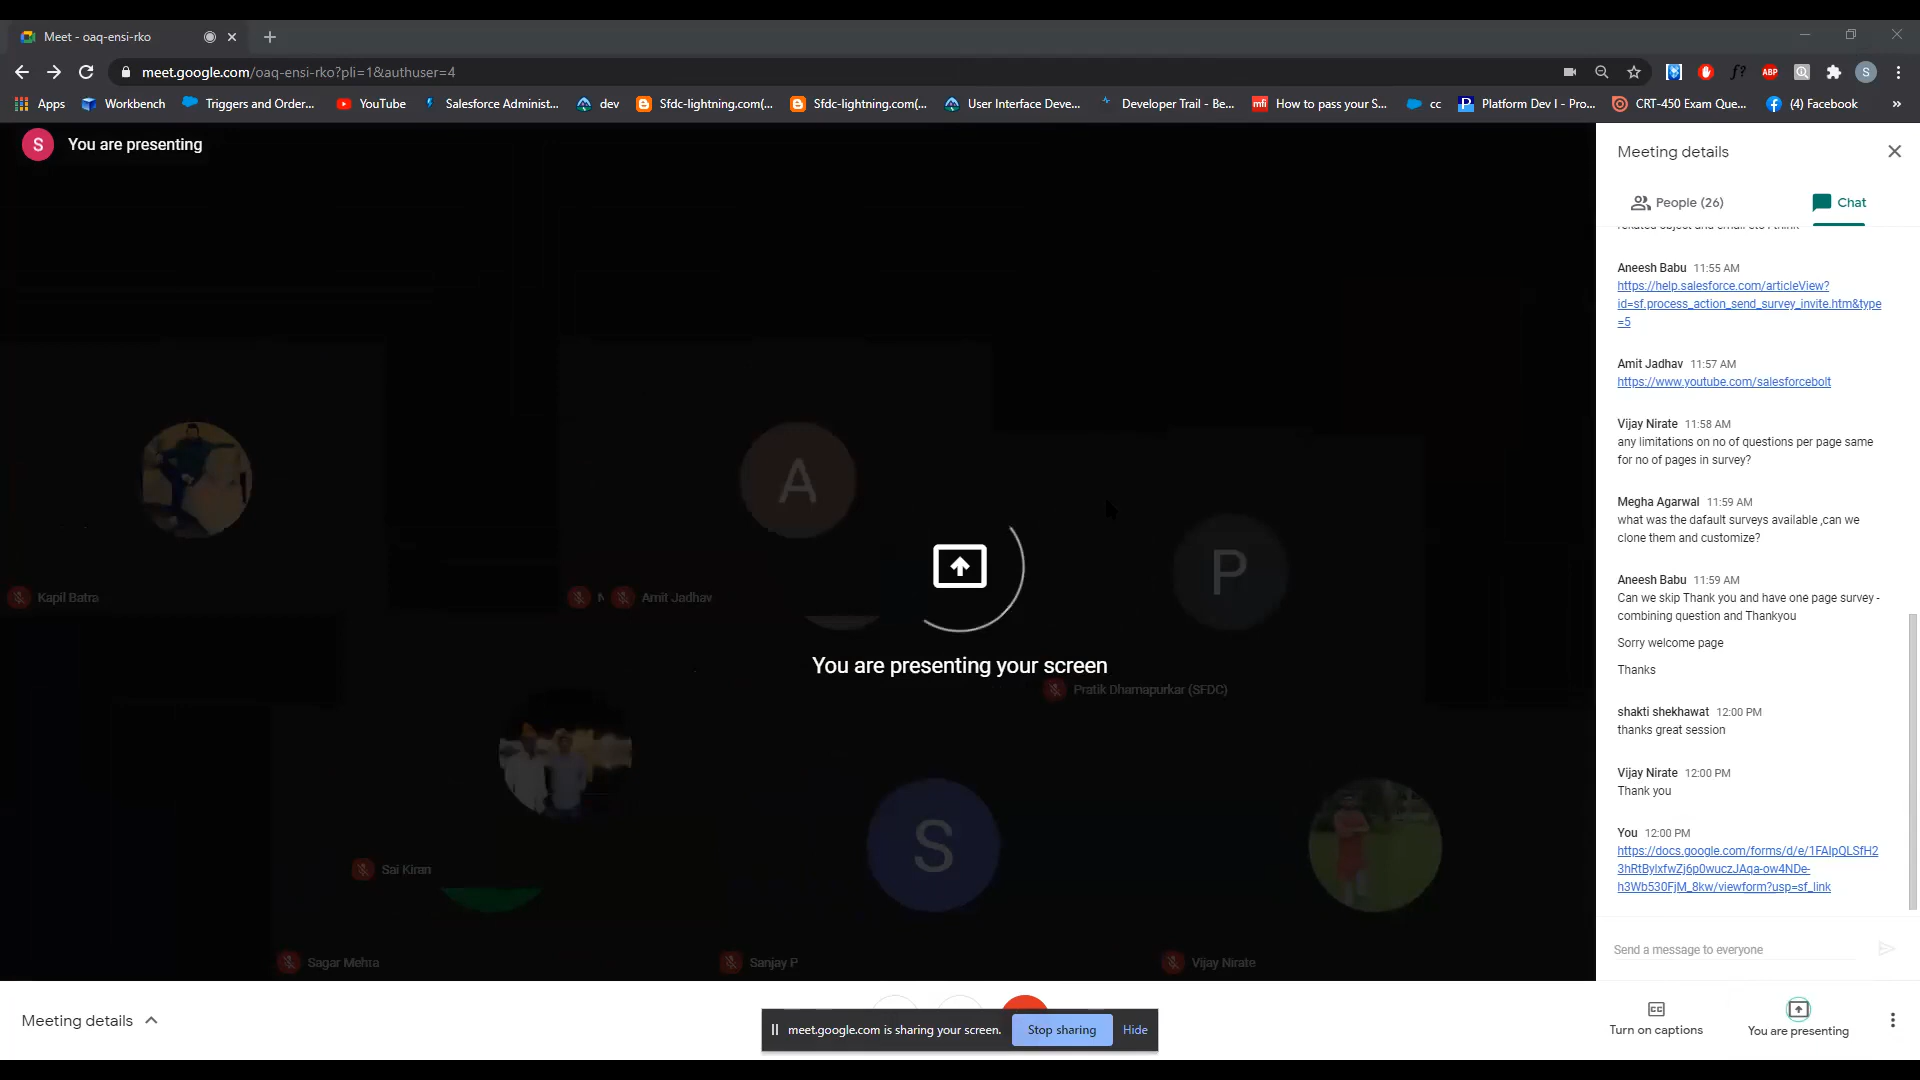 Meet - oaq-ensi-rko
meet.google.com/oaq-ensi-rko?pli=1&authuser=4
f?
ABP
S
Apps
Workbench
Triggers and Order...
YouTube
Salesforce Administ...
dev
Sfdc-lightning.com(...
Sfdc-lightning.com(...
User Interface Deve...
Developer Trail - Be...
mfi
How to pass your S...
cc
Platform Dev I - Pro...
CRT-450 Exam Que...
(4) Facebook
»
S
You are presenting
Meeting details
People (26)
Chat
Aneesh Babu 11:55 AM
https://help.salesforce.com/articleView?
id=sf.process_action_send_survey_invite.htm&type
=5
Amit Jadhav 11:57 AM
https://www.youtube.com/salesforcebolt
Vijay Nirate 11:58 AM
any limitations on no of questions per page same
for no of pages in survey?
Megha Agarwal 11:59 AM
what was the dafault surveys available ,can we
clone them and customize?
Aneesh Babu 11:59 AM
Can we skip Thank you and have one page survey -
combining question and Thankyou
Sorry welcome page
Thanks
shakti shekhawat 12:00 PM
thanks great session
Vijay Nirate 12:00 PM
Thank you
You 12:00 PM
https://docs.google.com/forms/d/e/1FAIpQLSfH2
3hRtBylxfwZj6p0wuczJAqa-ow4NDe-
h3Wb530FjM_8kw/viewform?usp=sf_link
Send a message to everyone
A
P
Kapil Batra
Amit Jadhav
You are presenting your screen
Pratik Dhamapurkar (SFDC)
S
Sai Kiran
Sagar Mehta
Sanjay P
Vijay Nirate
Meeting details
meet.google.com is sharing your screen.
Stop sharing
Hide
Turn on captions
You are presenting